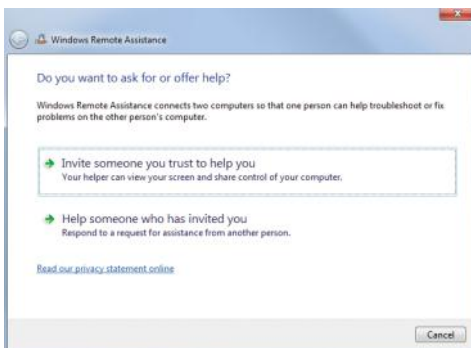 Windows Remote Assistance
Do you want to ask for or offer help?
Windows Remote Assistance connects two computers so that one person can help troubleshoot or fix
problems on the other person's computer.
Invite someone you trust to help you
Your helper can view your screen and share control of your computer.
Help someone who has invited you
Respond to a request for assistance from another person.
Read our privacy statement online
Cancel